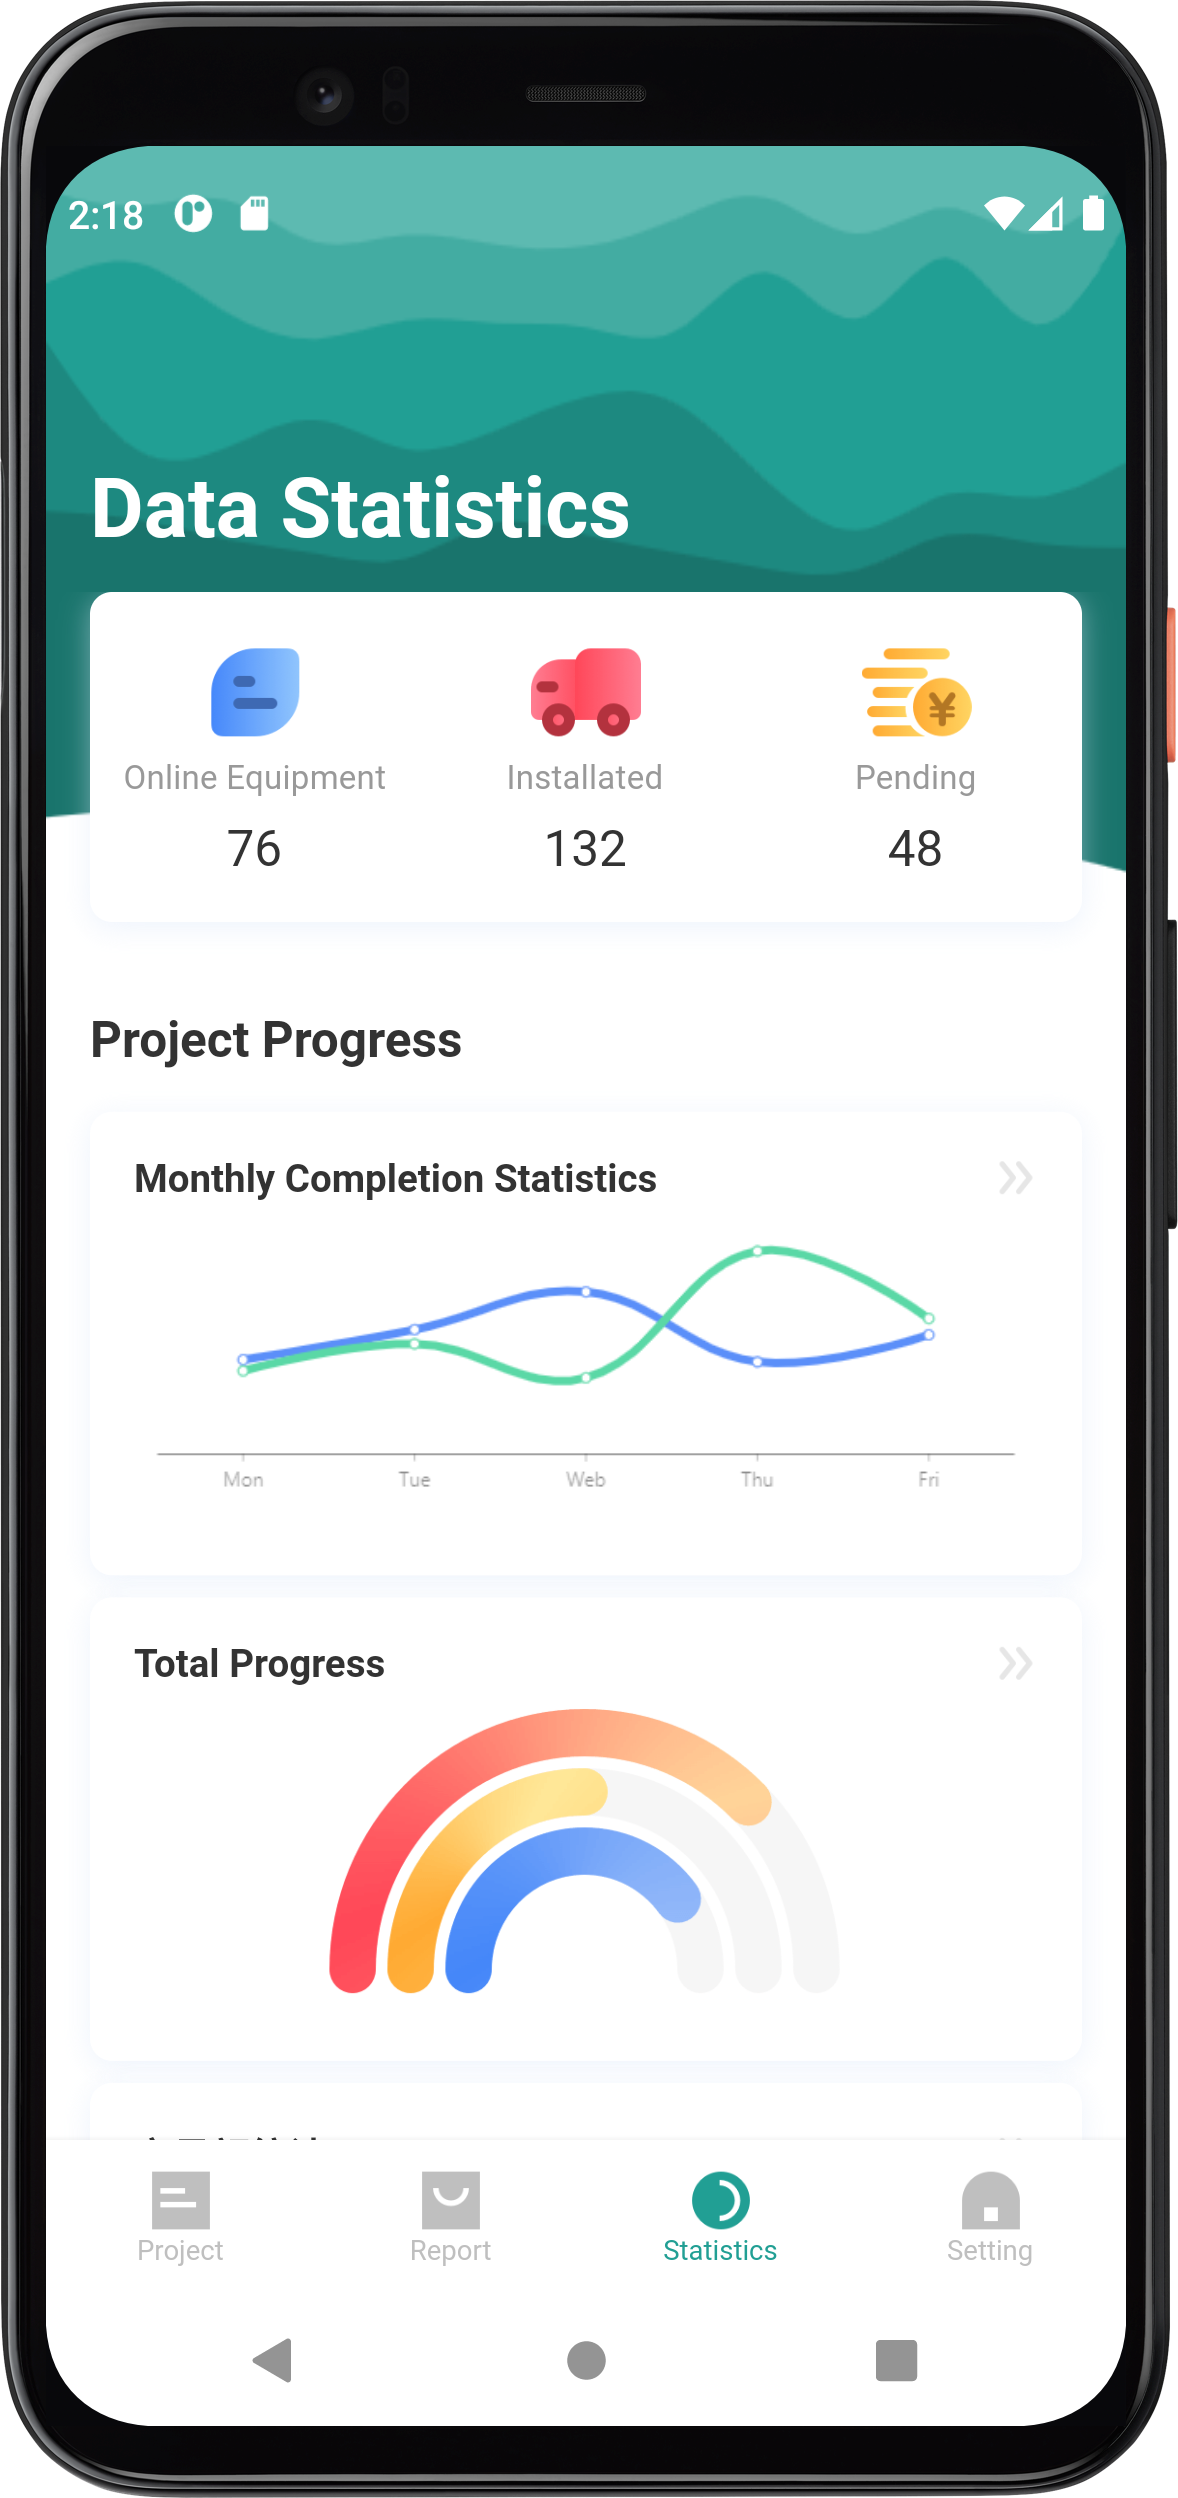 2:18
Data Statistics
Online Equipment
Installated
Pending
76
132
48
Project Progress
Monthly Completion Statistics
Mon
Tue
Web
Thu
Fri
Total Progress
Project
Report
Statistics
Setting